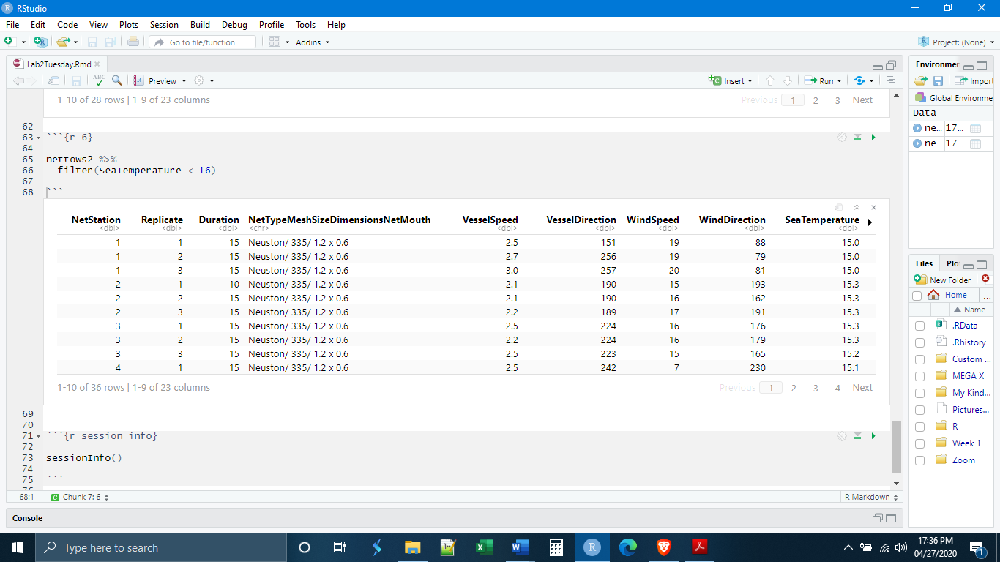 RStudio
File Edit Code View Plots Session Build Debug Profile Tools Help
Go to file/function Addins Project: (None)
Lab2Tuesday.Rmd
ABC Preview Insert Run
1-10 of 28 rows | 1-9 of 23 columns Previous 1 2 3 Next
62
63 ```{r 6}
64
65 nettows2 %>%
66 filter(SeaTemperature < 16)
67
68 ```
NetStation Replicate Duration NetTypeMeshSizeDimensionsNetMouth VesselSpeed VesselDirection WindSpeed WindDirection SeaTemperature
<dbl> <dbl> <dbl> <chr> <dbl> <dbl> <dbl> <dbl> <dbl>
1 1 15 Neuston/ 335/ 1.2 x 0.6 2.5 151 19 88 15.0
1 2 15 Neuston/ 335/ 1.2 x 0.6 2.7 256 19 79 15.0
1 3 15 Neuston/ 335/ 1.2 x 0.6 3.0 257 20 81 15.0
2 1 10 Neuston/ 335/ 1.2 x 0.6 2.1 190 15 193 15.3
2 2 15 Neuston/ 335/ 1.2 x 0.6 2.1 190 16 162 15.3
2 3 15 Neuston/ 335/ 1.2 x 0.6 2.2 189 17 191 15.3
3 1 15 Neuston/ 335/ 1.2 x 0.6 2.5 224 16 176 15.3
3 2 15 Neuston/ 335/ 1.2 x 0.6 2.2 224 16 179 15.3
3 3 15 Neuston/ 335/ 1.2 x 0.6 2.5 223 15 165 15.2
4 1 15 Neuston/ 335/ 1.2 x 0.6 2.5 242 7 230 15.1
1-10 of 36 rows | 1-9 of 23 columns Previous 1 2 3 4 Next
69
70
71 ```{r session info}
72
73 sessionInfo()
74
75 ```
76
68:1 C Chunk 7: 6 R Markdown
Console
Environmer
Import
Global Environme
Data
ne... 17...
ne... 17...
Files Plo
New Folder
Home ...
Name
.RData
.Rhistory
Custom ...
MEGA X
My Kind...
Pictures...
R
Week 1
Zoom
Type here to search
17:36 PM
04/27/2020
1